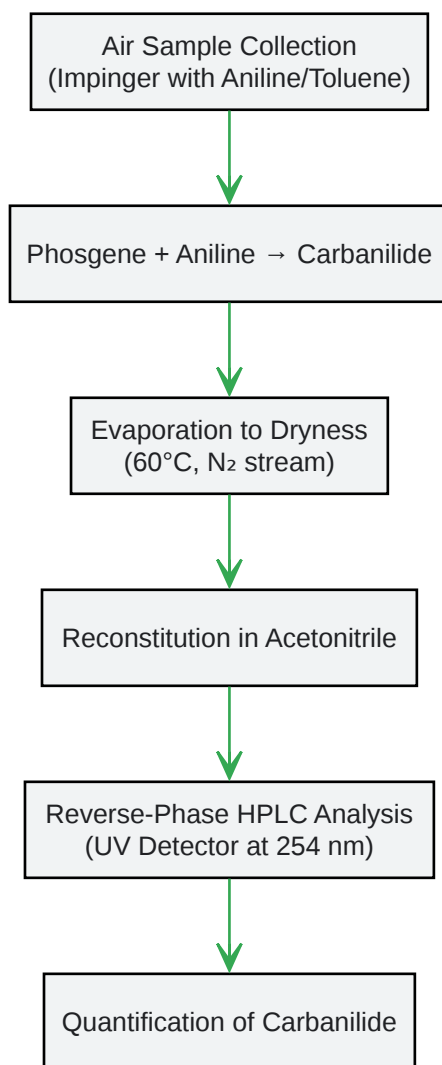 Air Sample Collection
(Impinger with Aniline/Toluene)
Phosgene + Aniline → Carbanilide
Evaporation to Dryness
(60°C, N₂ stream)
Reconstitution in Acetonitrile
Reverse-Phase HPLC Analysis
(UV Detector at 254 nm)
Quantification of Carbanilide